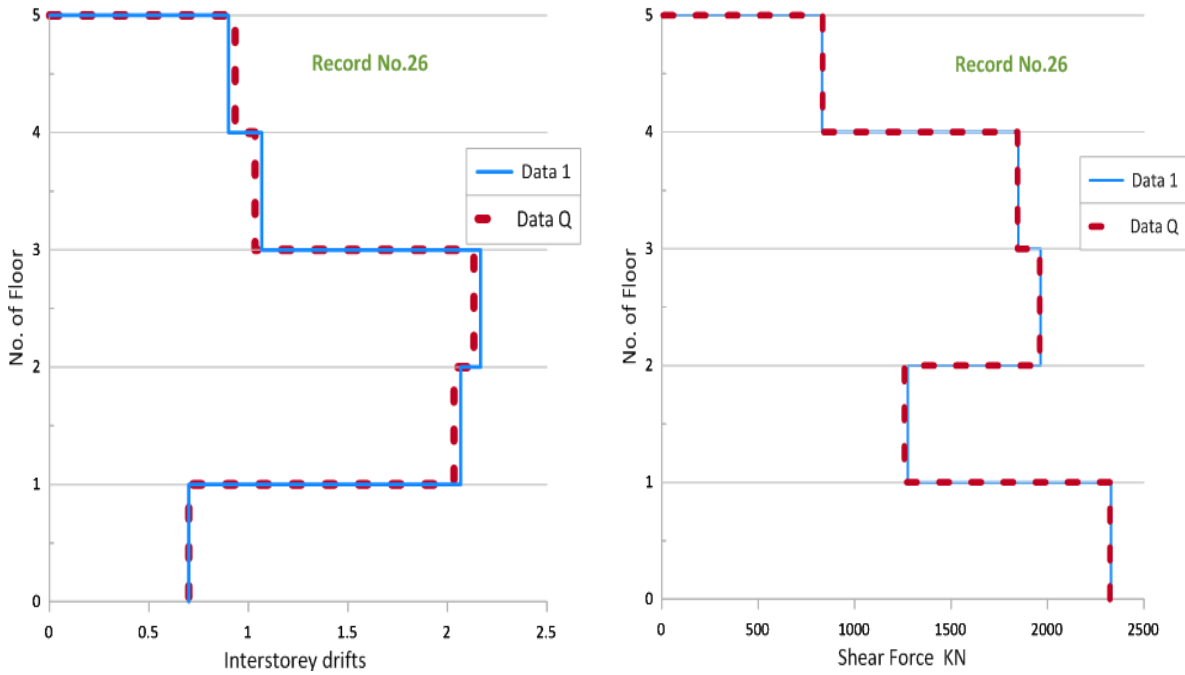 5
4
3
2
1
0
No. of Floor
Record No.26
Data 1
Data Q
0 0.5 1 1.5 2 2.5
Interstorey drifts
5
4
3
2
1
0
No. of Floor
Record No.26
Data 1
Data Q
0 500 1000 1500 2000 2500
Shear Force KN